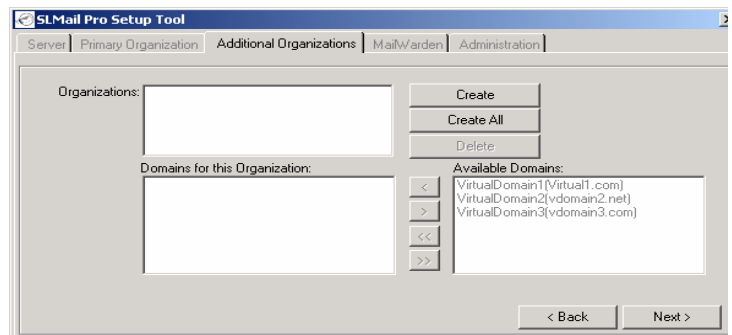 SLMail Pro Setup Tool
Server Primary Organization Additional Organizations MailWarden Administration
Organizations:
Create
Create All
Delete
Domains for this Organization:
Available Domains:
<
>
<<
>>
VirtualDomain1(Virtual1.com)
VirtualDomain2(vdomain2.net)
VirtualDomain3(vdomain3.com)
< Back Next >